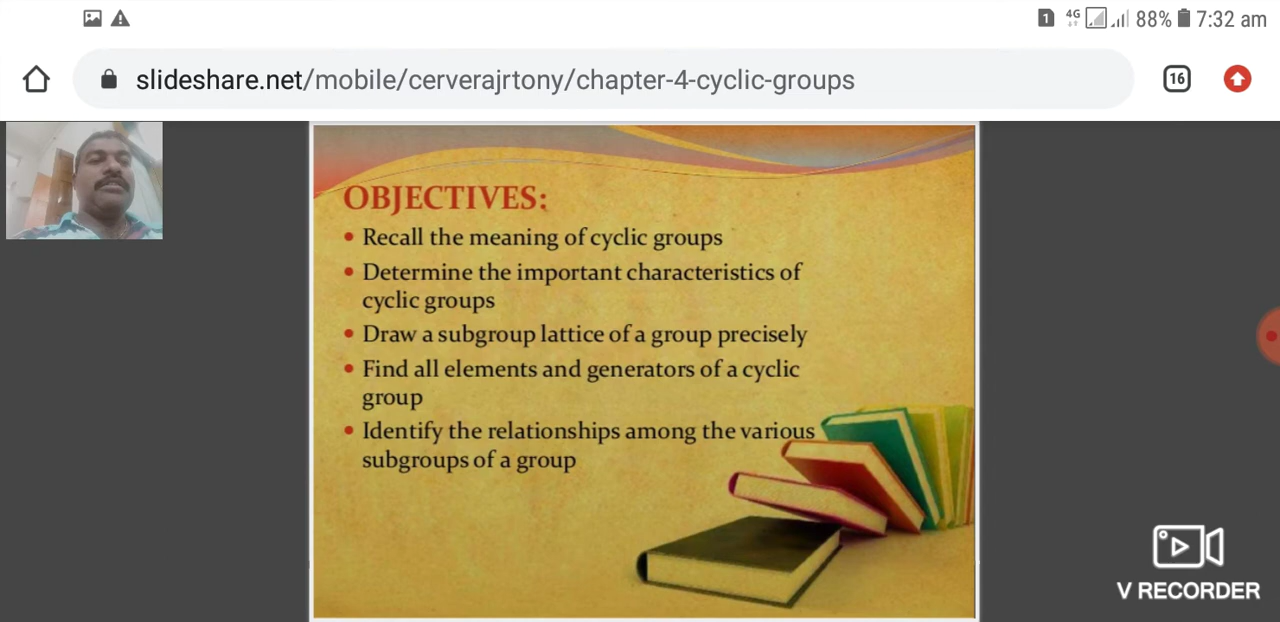 1 4G 88% 7:32 am
slideshare.net/mobile/cerverajrtony/chapter-4-cyclic-groups 16
OBJECTIVES:
• Recall the meaning of cyclic groups
• Determine the important characteristics of
cyclic groups
• Draw a subgroup lattice of a group precisely
• Find all elements and generators of a cyclic
group
• Identify the relationships among the various
subgroups of a group
V RECORDER